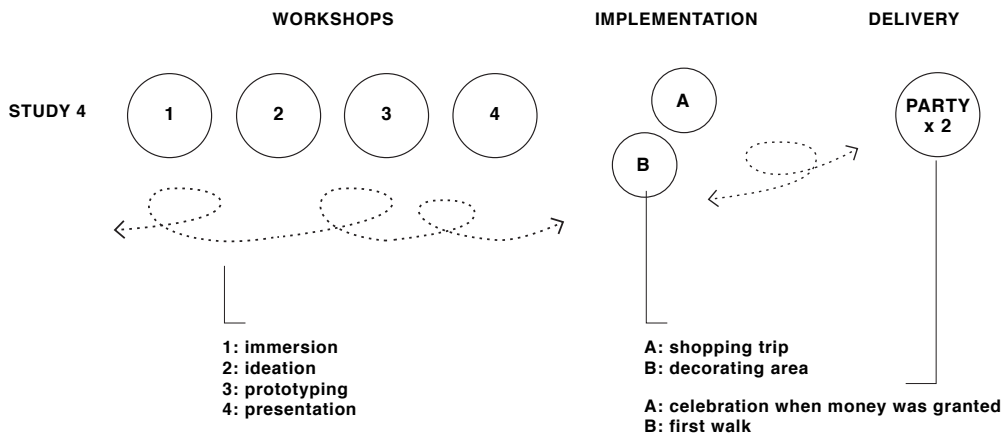 WORKSHOPS
IMPLEMENTATION
DELIVERY
STUDY 4
1
2
3
4
A
B
PARTY
x 2
1: immersion
2: ideation
3: prototyping
4: presentation
A: shopping trip
B: decorating area
A: celebration when money was granted
B: first walk